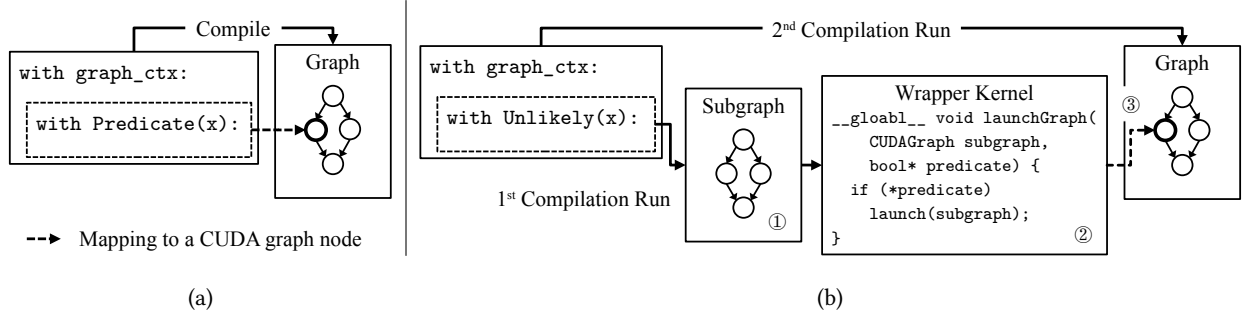 Compile
with graph_ctx:
with Predicate(x):
Graph
Mapping to a CUDA graph node
(a)
2nd Compilation Run
with graph_ctx:
with Unlikely(x):
1st Compilation Run
Subgraph
①
Wrapper Kernel
__gloabl__ void launchGraph(
CUDAGraph subgraph,
bool* predicate) {
if (*predicate)
launch(subgraph);
}
②
Graph
③
(b)